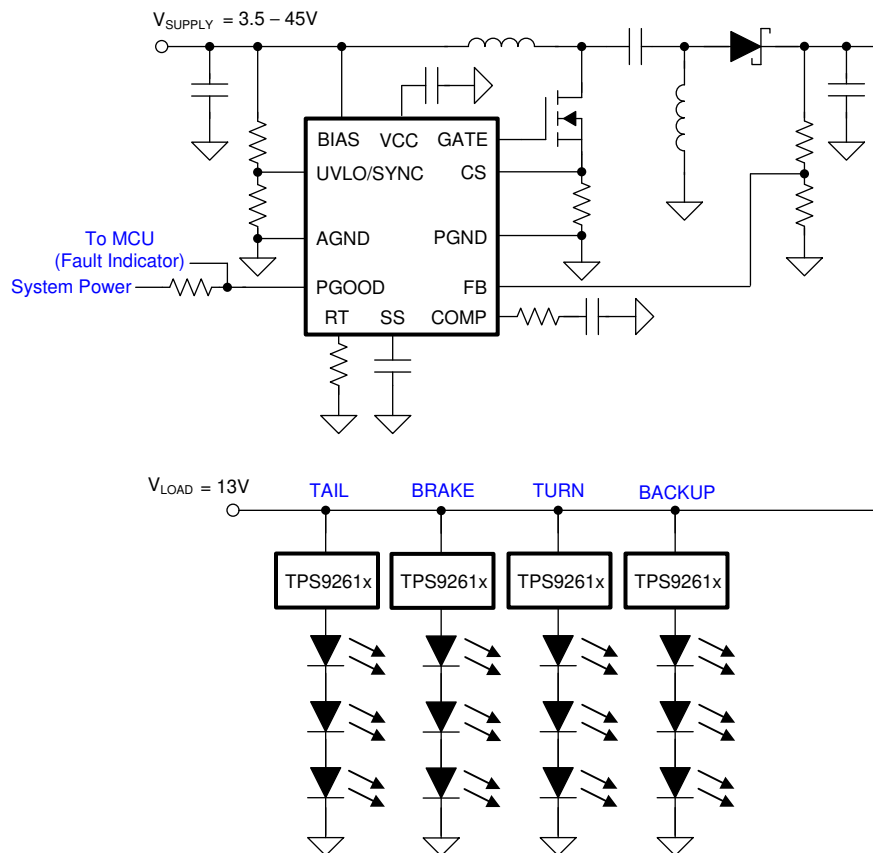 V_SUPPLY = 3.5 – 45V
BIAS VCC GATE
UVLO/SYNC CS
AGND PGND
To MCU
(Fault Indicator)
System Power
PGOOD FB
RT SS COMP
V_LOAD = 13V
TAIL BRAKE TURN BACKUP
TPS9261x TPS9261x TPS9261x TPS9261x